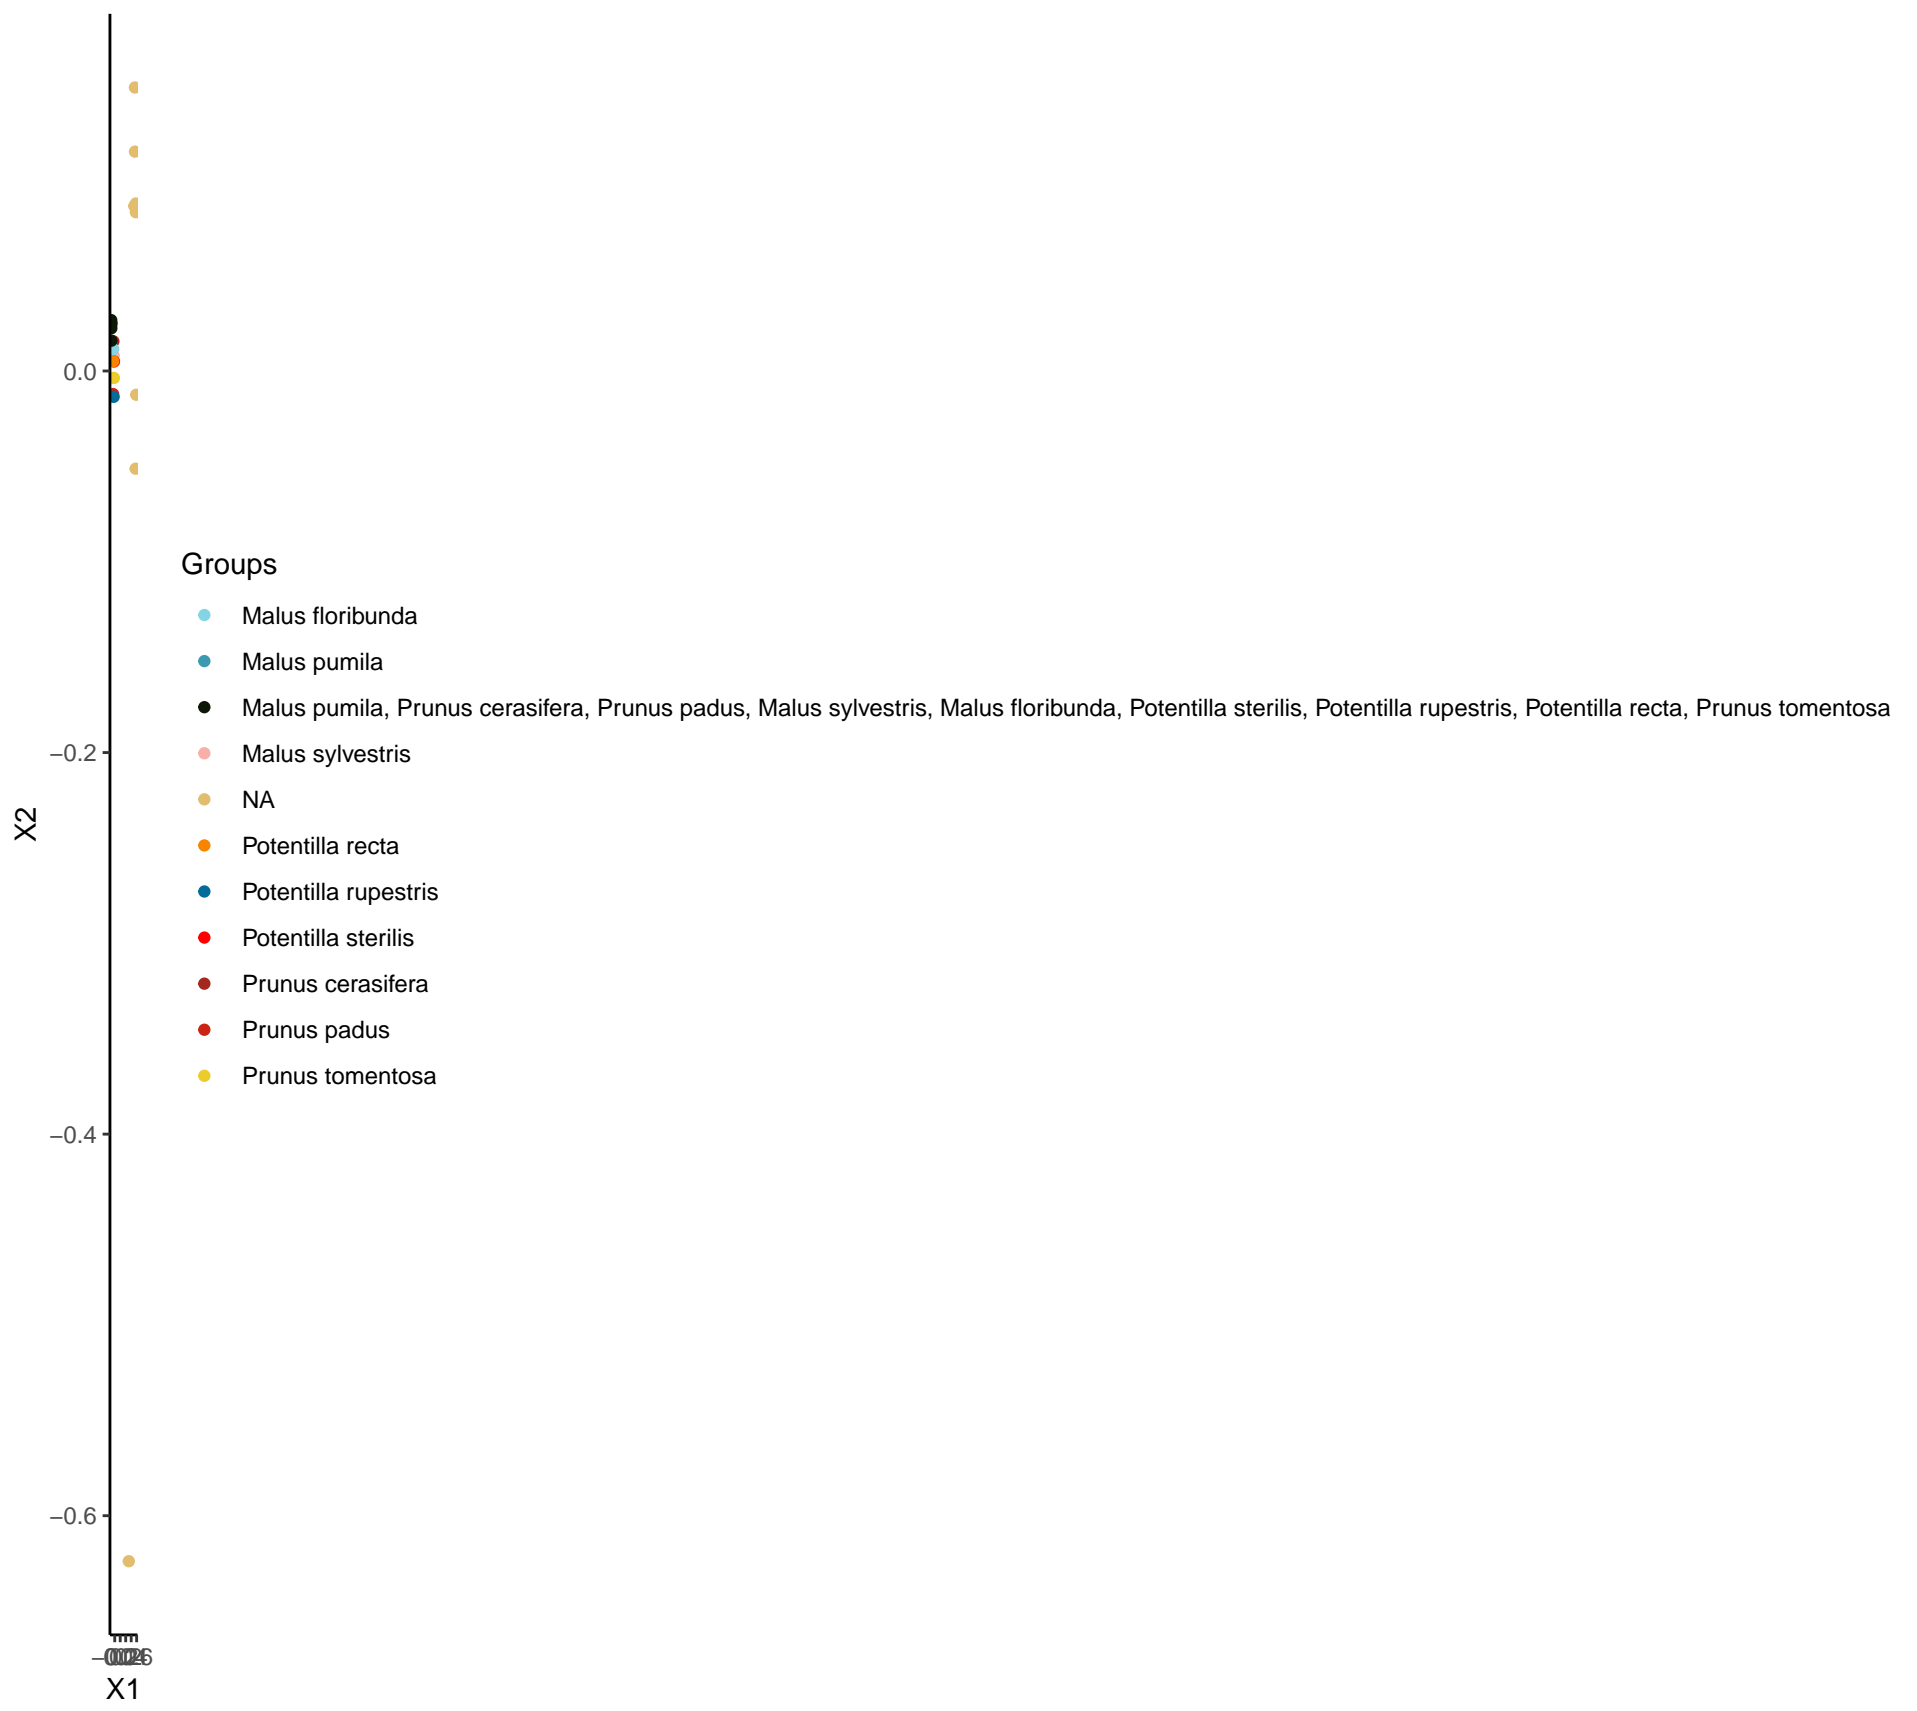 0.0
Groups
Malus floribunda
Malus pumila
Malus pumila, Prunus cerasifera, Prunus padus, Malus sylvestris, Malus floribunda, Potentilla sterilis, Potentilla rupestris, Potentilla recta, Prunus tomentosa
−0.2
Malus sylvestris
NA
X2
Potentilla recta
Potentilla rupestris
Potentilla sterilis
Prunus cerasifera
Prunus padus
Prunus tomentosa
−0.4
−0.6
X1